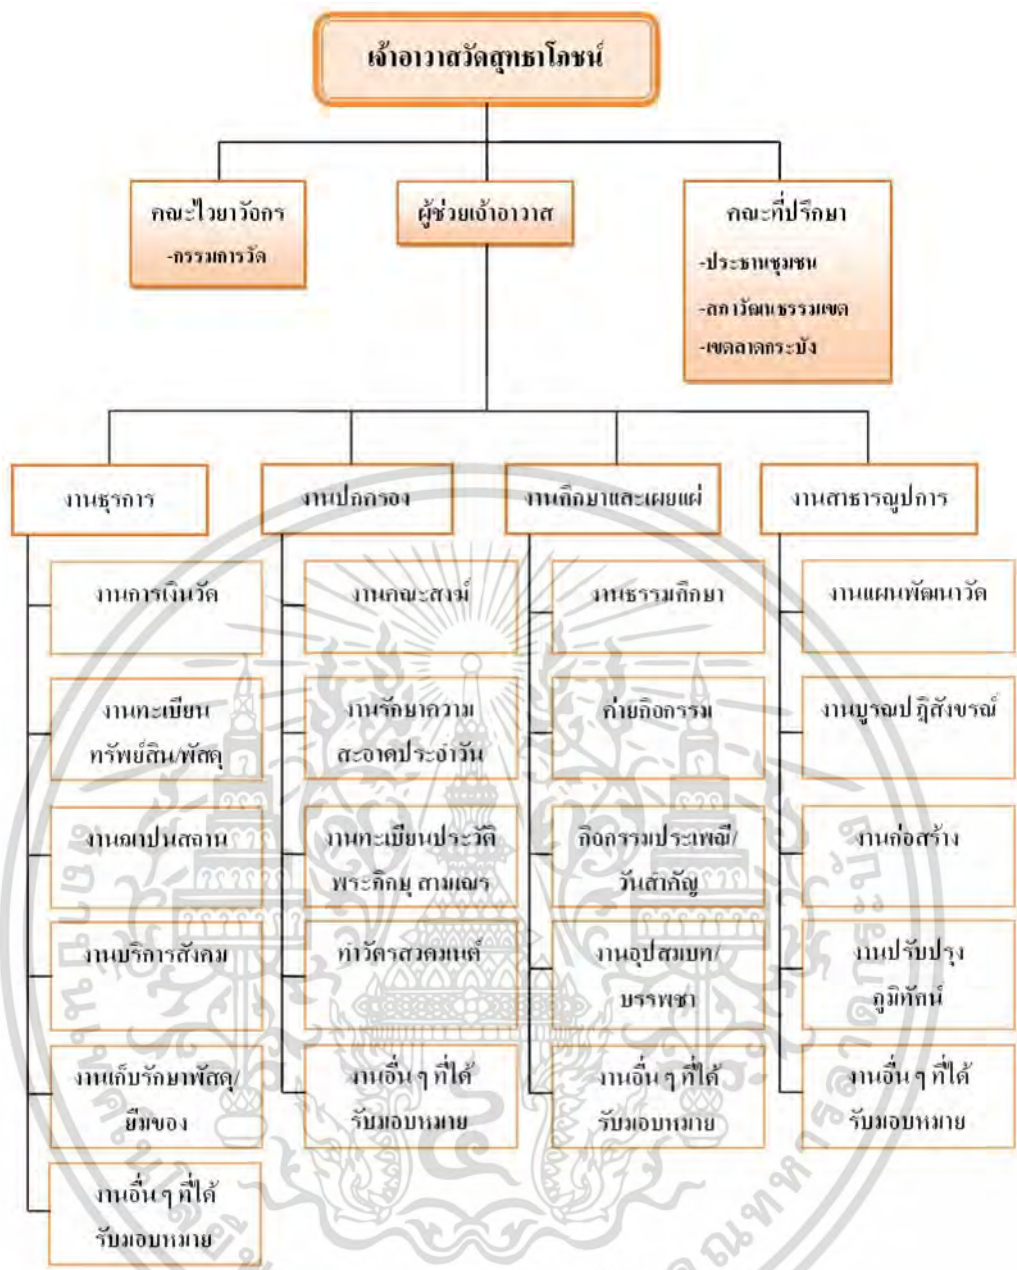 เจ้าอาวาสวัดสุทธาโภชน์
คณะไวยาวัจกร
-กรรมการวัด
ผู้ช่วยเจ้าอาวาส
คณะที่ปรึกษา
-ประธานชุมชน
-สภาวัฒนธรรมเขต
-เขตลาดกระบัง
งานธุรการ
งานการเงินวัด
งานทะเบียน
ทรัพย์สิน/พัสดุ
งานฌาปนสถาน
งานบริการสังคม
งานเก็บรักษาพัสดุ/
ยืมของ
งานอื่น ๆ ที่ได้
รับมอบหมาย
งานปกครอง
งานคณะสงฆ์
งานรักษาความ
สะอาดประจำวัน
งานทะเบียนประวัติ
พระภิกษุ สามเณร
ทำวัตรสวดมนต์
งานอื่น ๆ ที่ได้
รับมอบหมาย
งานศึกษาและเผยแผ่
งานธรรมศึกษา
ค่ายกิจกรรม
กิจกรรมประเพณี/
วันสำคัญ
งานอุปสมบท/
บรรพชา
งานอื่น ๆ ที่ได้
รับมอบหมาย
งานสาธารณูปการ
งานแผนพัฒนาวัด
งานบูรณปฏิสังขรณ์
งานก่อสร้าง
งานปรับปรุง
ภูมิทัศน์
งานอื่น ๆ ที่ได้
รับมอบหมาย